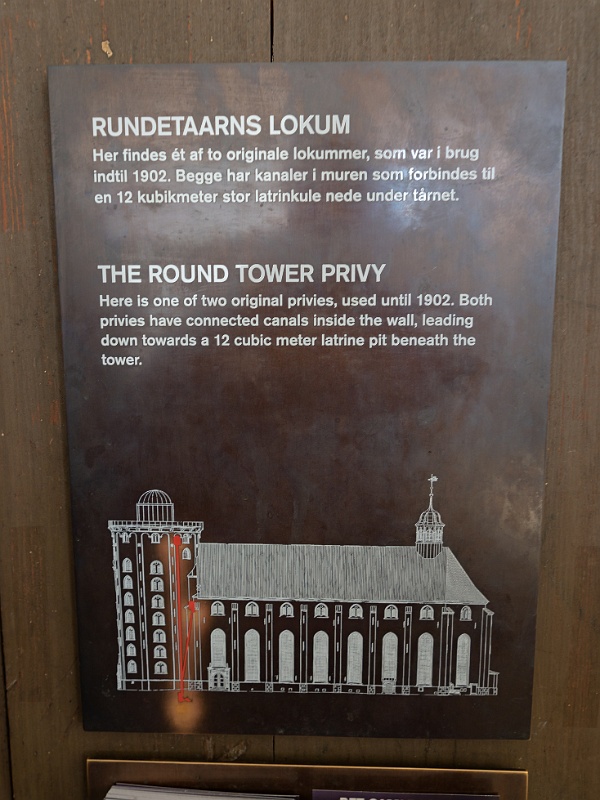 RUNDETAARNS LOKUM
Her findes ét af to originale lokummer, som var i brug
indtil 1902. Begge har kanaler i muren som forbindes til
en 12 kubikmeter stor latrinkule nede under tårnet.
THE ROUND TOWER PRIVY
Here is one of two original privies, used until 1902. Both
privies have connected canals inside the wall, leading
down towards a 12 cubic meter latrine pit beneath the
tower.